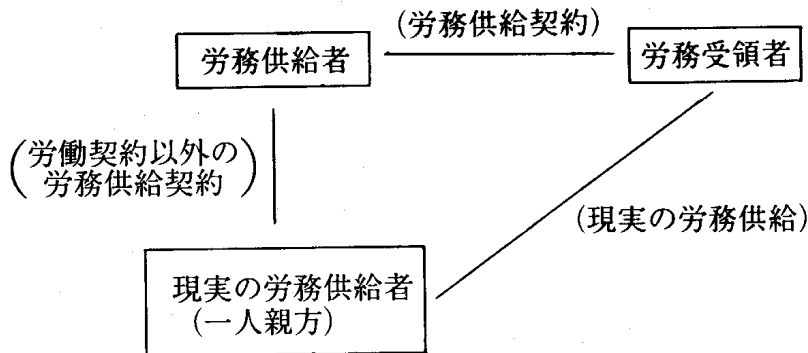 (労務供給契約)
労務供給者
労務受領者
(労働契約以外の
労務供給契約)
(現実の労務供給)
現実の労務供給者
(一人親方)